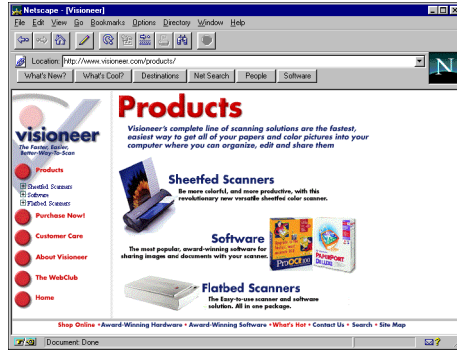 Netscape - [Visioneer]
File Edit View Go Bookmarks Options Directory Window Help
Location: http://www.visioneer.com/products/
What's New? What's Cool? Destinations Net Search People Software
N
visioneer
The Faster, Easier,
Better-Way-To-Scan
Products
Sheetfed Scanners
Software
Flatbed Scanners
Purchase Now!
Customer Care
About Visioneer
The WebClub
Home
Products
Visioneer's complete line of scanning solutions are the fastest,
easiest way to get all of your papers and color pictures into your
computer where you can organize, edit and share them
Sheetfed Scanners
Be more colorful, and more productive, with this
revolutionary new versatile sheetfed color scanner.
Software
The most popular, award-winning software for
sharing images and documents with your scanner.
ProOCR100
PAPERPORT
DELUXE
Flatbed Scanners
The Easy-to-use scanner and software
solution. All in one package.
Shop Online • Award-Winning Hardware • Award-Winning Software • What's Hot • Contact Us • Search • Site Map
Document: Done